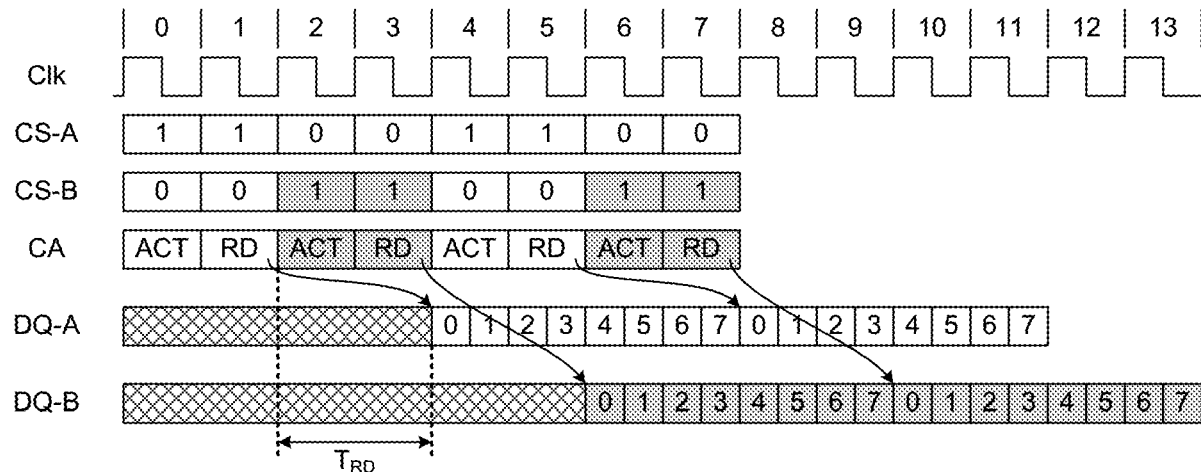 0 1 2 3 4 5 6 7 8 9 10 11 12 13
Clk
CS-A 1 1 0 0 1 1 0 0
CS-B 0 0 1 1 0 0 1 1
CA ACT RD ACT RD ACT RD ACT RD
DQ-A 0 1 2 3 4 5 6 7 0 1 2 3 4 5 6 7
DQ-B 0 1 2 3 4 5 6 7 0 1 2 3 4 5 6 7
TRD